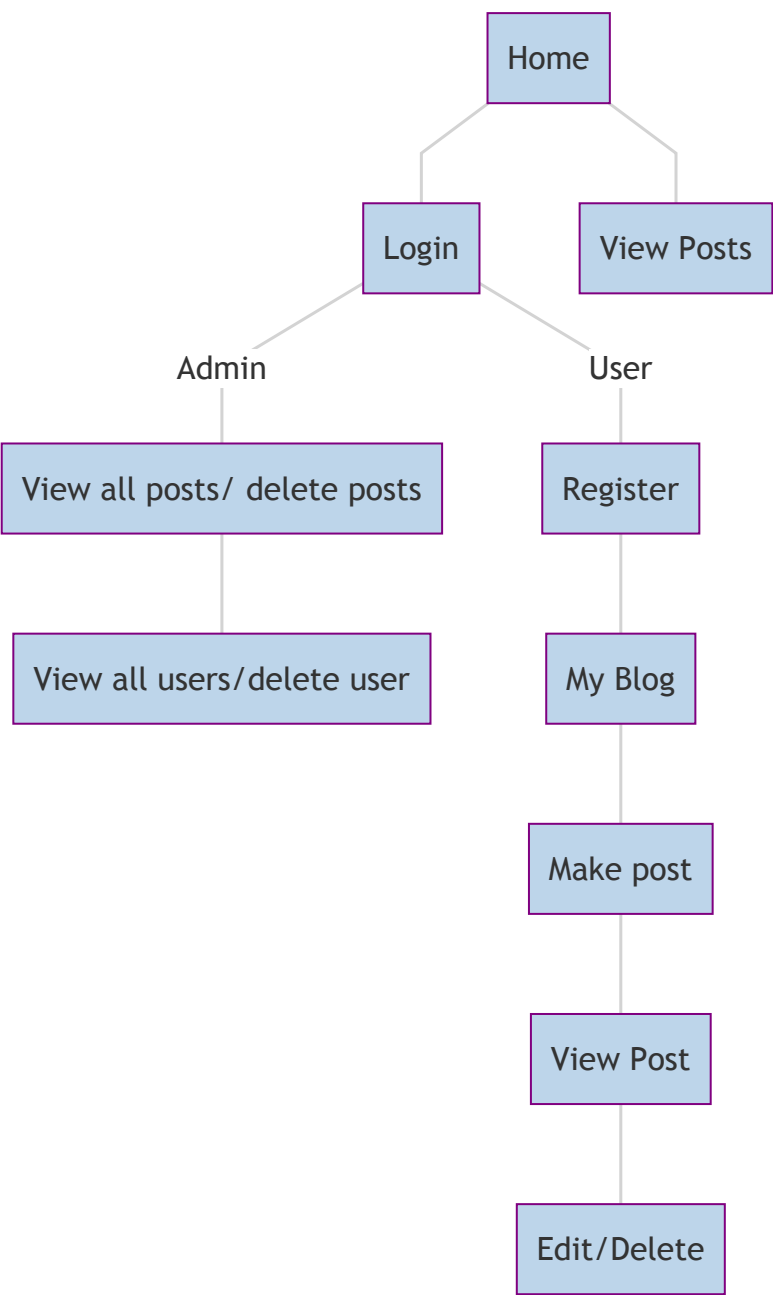 Home
Login
View Posts
Admin
User
View all posts/ delete posts
Register
View all users/delete user
My Blog
Make post
View Post
Edit/Delete